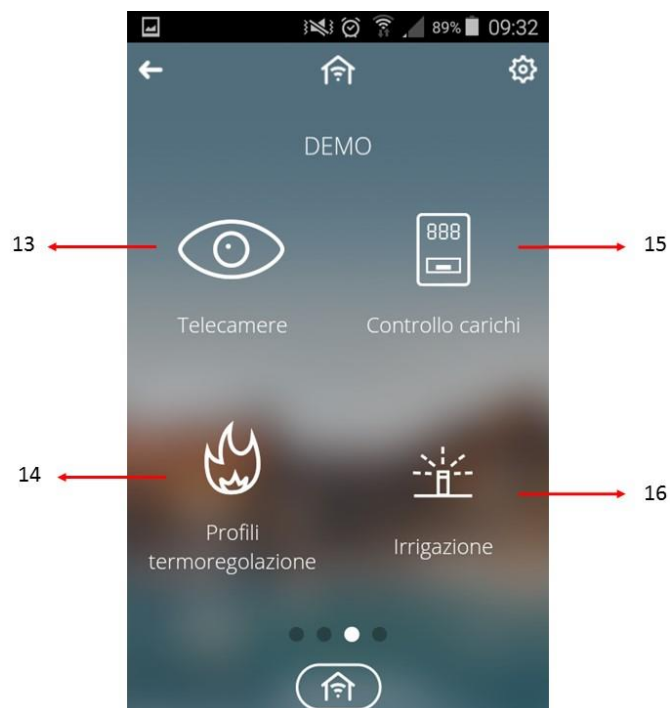 89% 09:32
DEMO
13
888
15
Telecamere
Controllo carichi
14
16
Profili
termoregolazione
Irrigazione